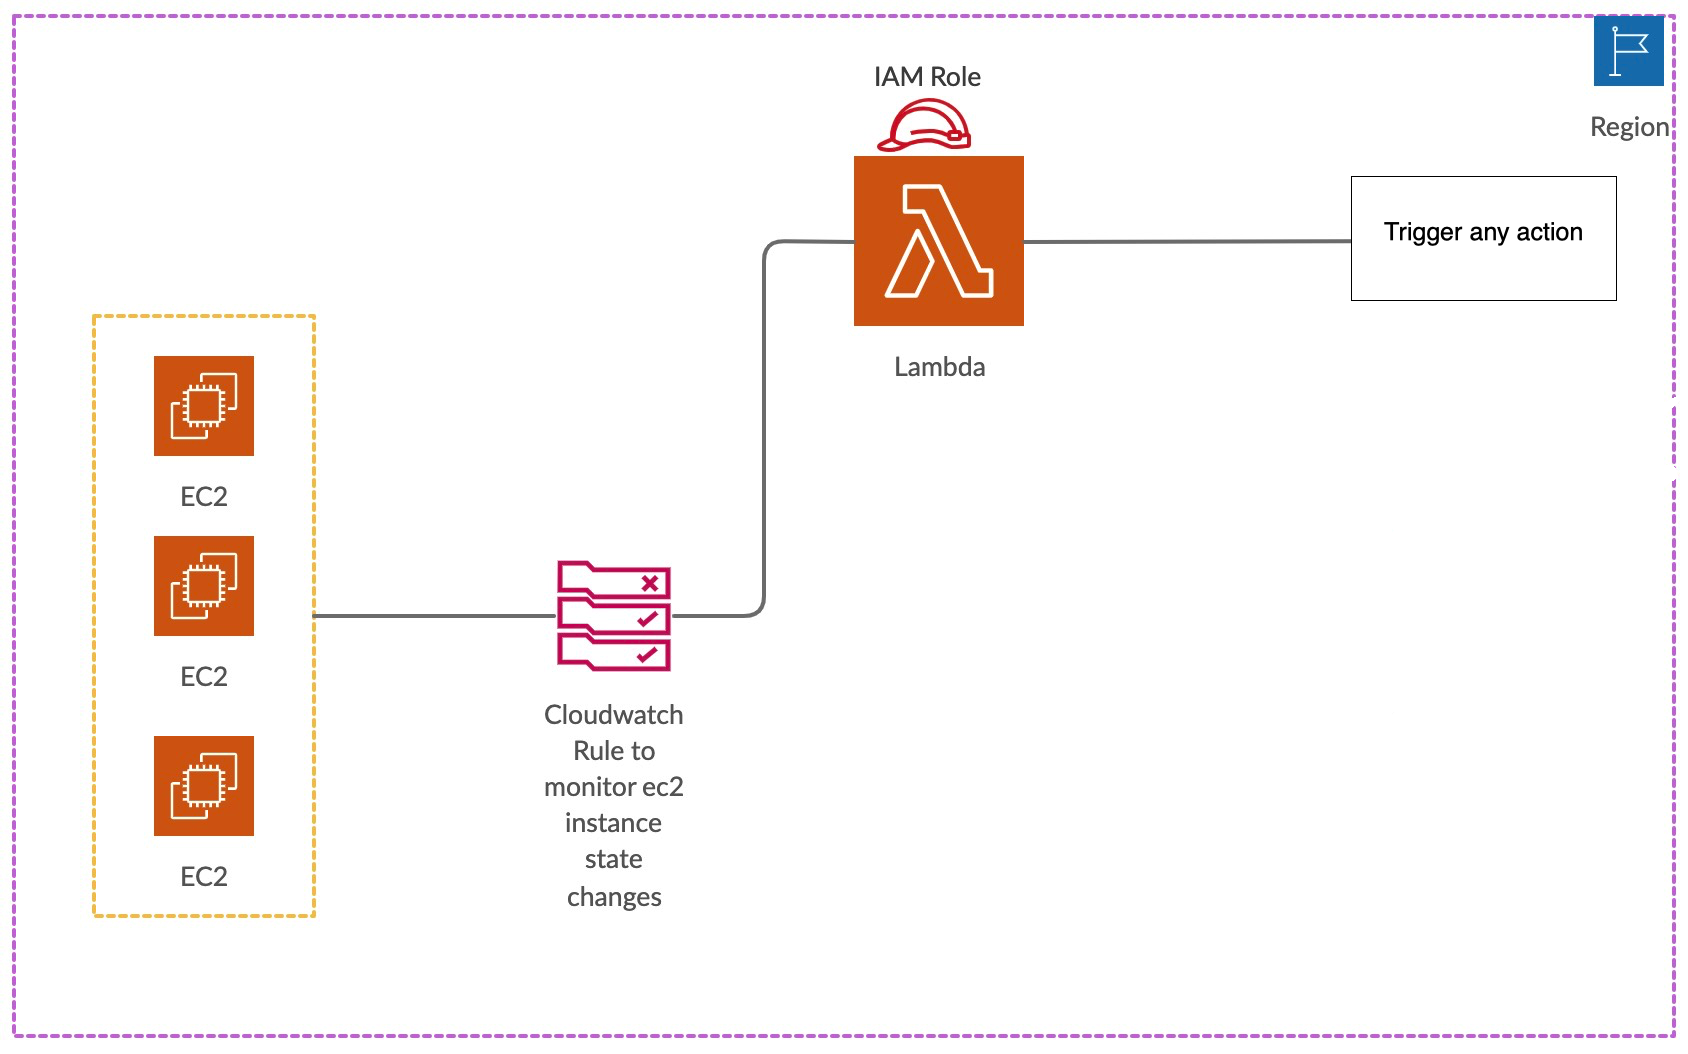 IAM Role
Region
Trigger any action
Lambda
EC2
EC2
EC2
Cloudwatch
Rule to
monitor ec2
instance
state
changes